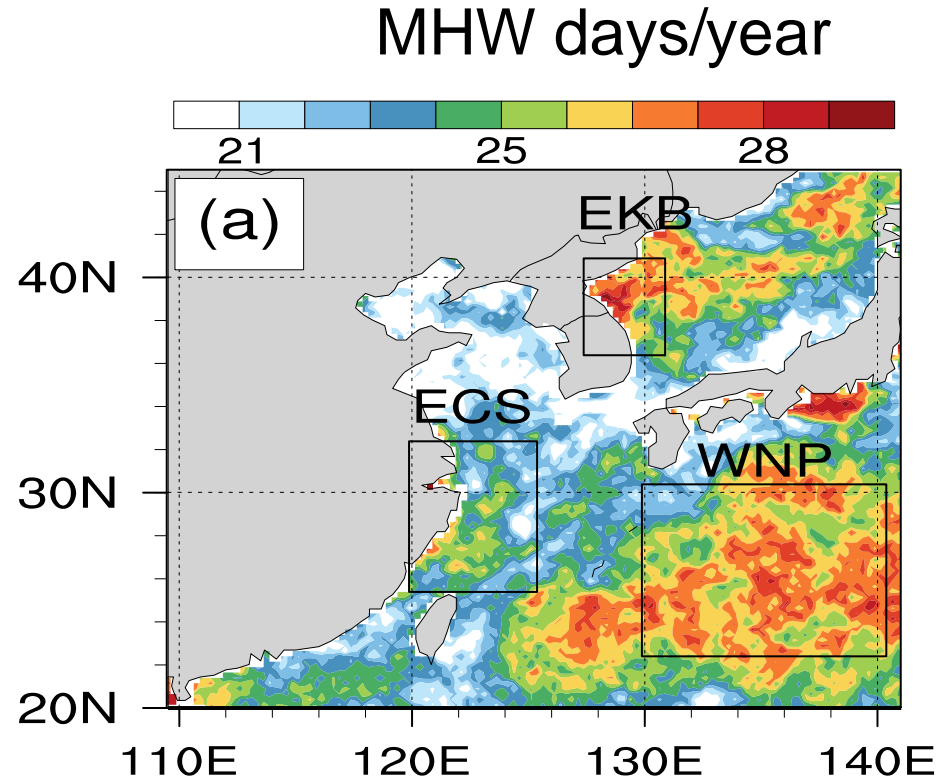 MHW days/year
21 25 28
(a)
EKB
40N
ECS
WNP
30N
20N
110E 120E 130E 140E